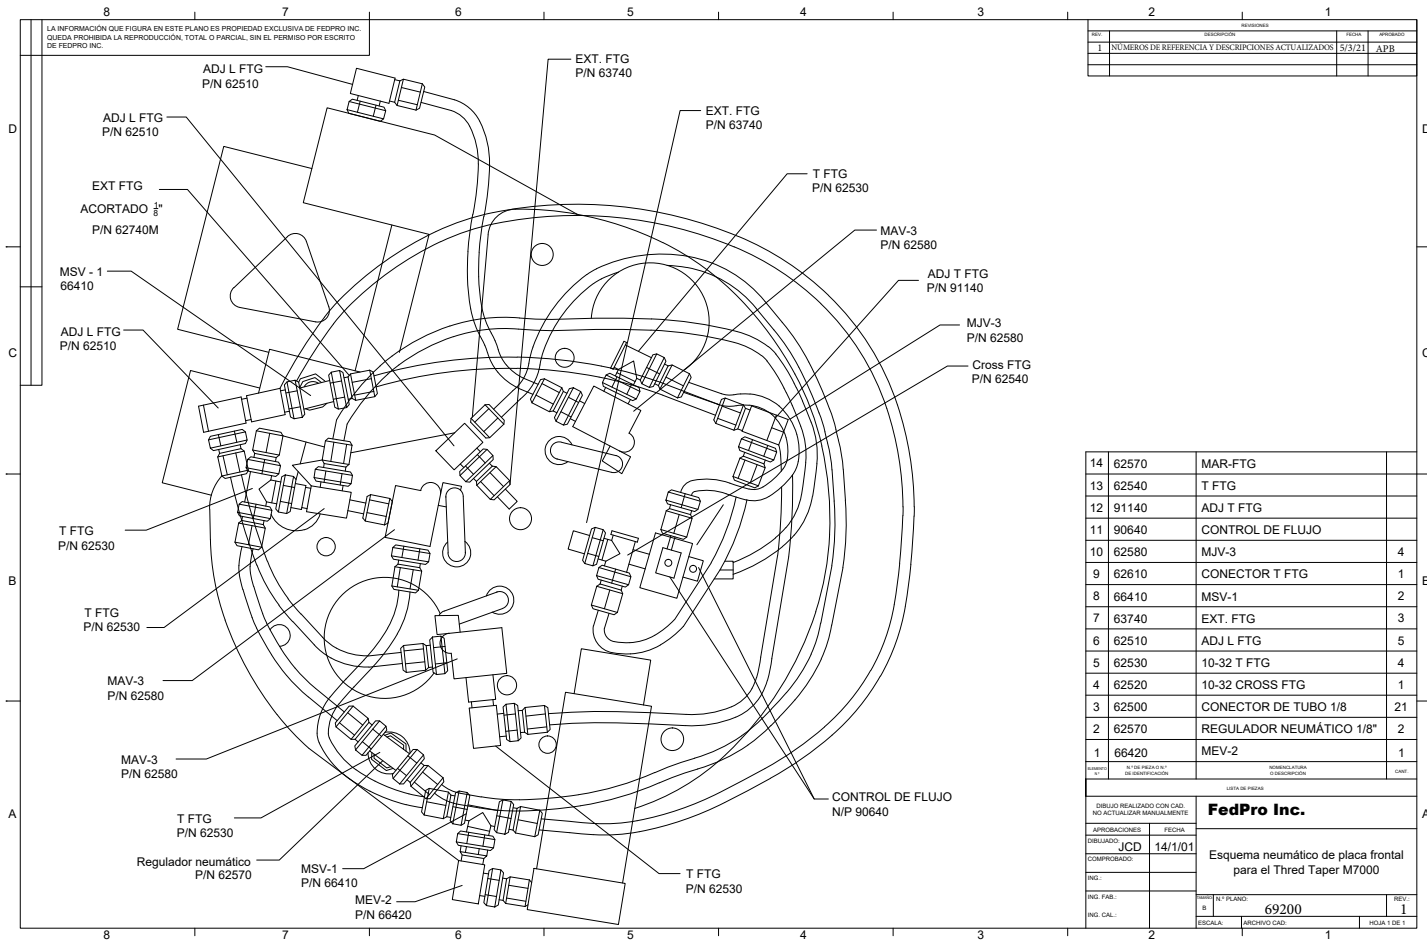 8 7 6 5 4 3 2 1
LA INFORMACIÓN QUE FIGURA EN ESTE PLANO ES PROPIEDAD EXCLUSIVA DE FEDPRO INC.
QUEDA PROHIBIDA LA REPRODUCCIÓN, TOTAL O PARCIAL, SIN EL PERMISO POR ESCRITO
DE FEDPRO INC.
REVISIONES
REV. DESCRIPCIÓN FECHA APROBADO
1 NÚMEROS DE REFERENCIA Y DESCRIPCIONES ACTUALIZADOS 5/3/21 APB
D
C
B
A
D
C
B
A
ADJ L FTG
P/N 62510
ADJ L FTG
P/N 62510
EXT FTG
ACORTADO 1/8"
P/N 62740M
MSV - 1
66410
ADJ L FTG
P/N 62510
T FTG
P/N 62530
T FTG
P/N 62530
MAV-3
P/N 62580
MAV-3
P/N 62580
T FTG
P/N 62530
Regulador neumático
P/N 62570
MSV-1
P/N 66410
MEV-2
P/N 66420
EXT. FTG
P/N 63740
EXT. FTG
P/N 63740
T FTG
P/N 62530
MAV-3
P/N 62580
ADJ T FTG
P/N 91140
MJV-3
P/N 62580
Cross FTG
P/N 62540
CONTROL DE FLUJO
N/P 90640
T FTG
P/N 62530
14 62570 MAR-FTG
13 62540 T FTG
12 91140 ADJ T FTG
11 90640 CONTROL DE FLUJO
10 62580 MJV-3 4
9 62610 CONECTOR T FTG 1
8 66410 MSV-1 2
7 63740 EXT. FTG 3
6 62510 ADJ L FTG 5
5 62530 10-32 T FTG 4
4 62520 10-32 CROSS FTG 1
3 62500 CONECTOR DE TUBO 1/8 21
2 62570 REGULADOR NEUMÁTICO 1/8" 2
1 66420 MEV-2 1
ELEMENTO N.º N.º DE PIEZA O N.º DE IDENTIFICACIÓN NOMENCLATURA O DESCRIPCIÓN CANT.
LISTA DE PIEZAS
DIBUJO REALIZADO CON CAD.
NO ACTUALIZAR MANUALMENTE
FedPro Inc.
APROBACIONES FECHA
DIBUJADO: JCD 14/1/01
COMPROBADO:
ING.:
ING. FAB.:
ING. CAL.:
Esquema neumático de placa frontal
para el Thred Taper M7000
B N.º PLANO: 69200 REV.: 1
ESCALA: ARCHIVO CAD: HOJA 1 DE 1
8 7 6 5 4 3 2 1